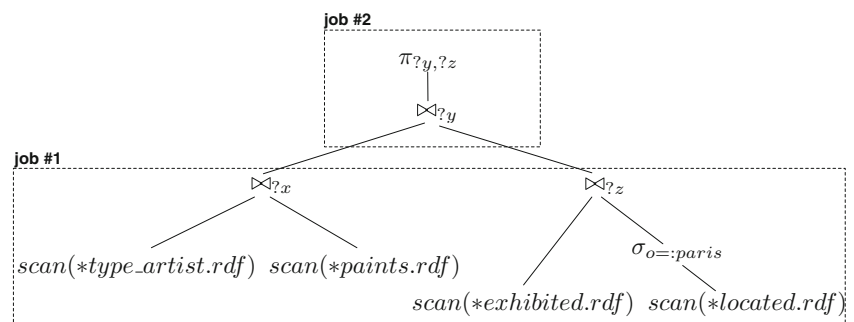 job #2
π?y,?z
⋈?y
job #1
⋈?x ⋈?z
scan(*type_artist.rdf) scan(*paints.rdf) σo=:paris
scan(*exhibited.rdf) scan(*located.rdf)